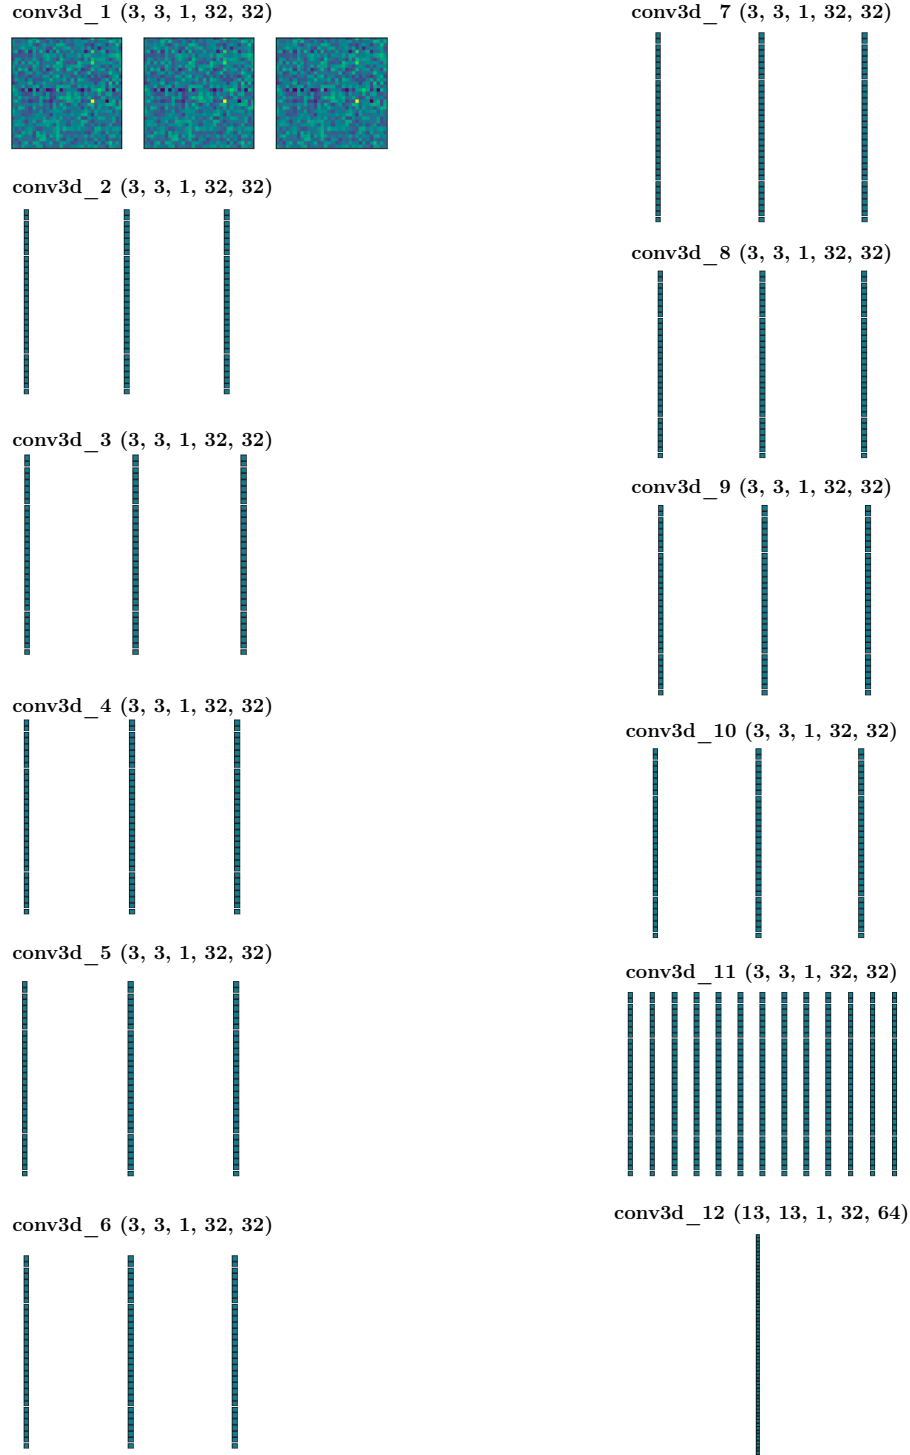 conv3d_1 (3, 3, 1, 32, 32)
conv3d_2 (3, 3, 1, 32, 32)
conv3d_3 (3, 3, 1, 32, 32)
conv3d_4 (3, 3, 1, 32, 32)
conv3d_5 (3, 3, 1, 32, 32)
conv3d_6 (3, 3, 1, 32, 32)
conv3d_7 (3, 3, 1, 32, 32)
conv3d_8 (3, 3, 1, 32, 32)
conv3d_9 (3, 3, 1, 32, 32)
conv3d_10 (3, 3, 1, 32, 32)
conv3d_11 (3, 3, 1, 32, 32)
conv3d_12 (13, 13, 1, 32, 64)